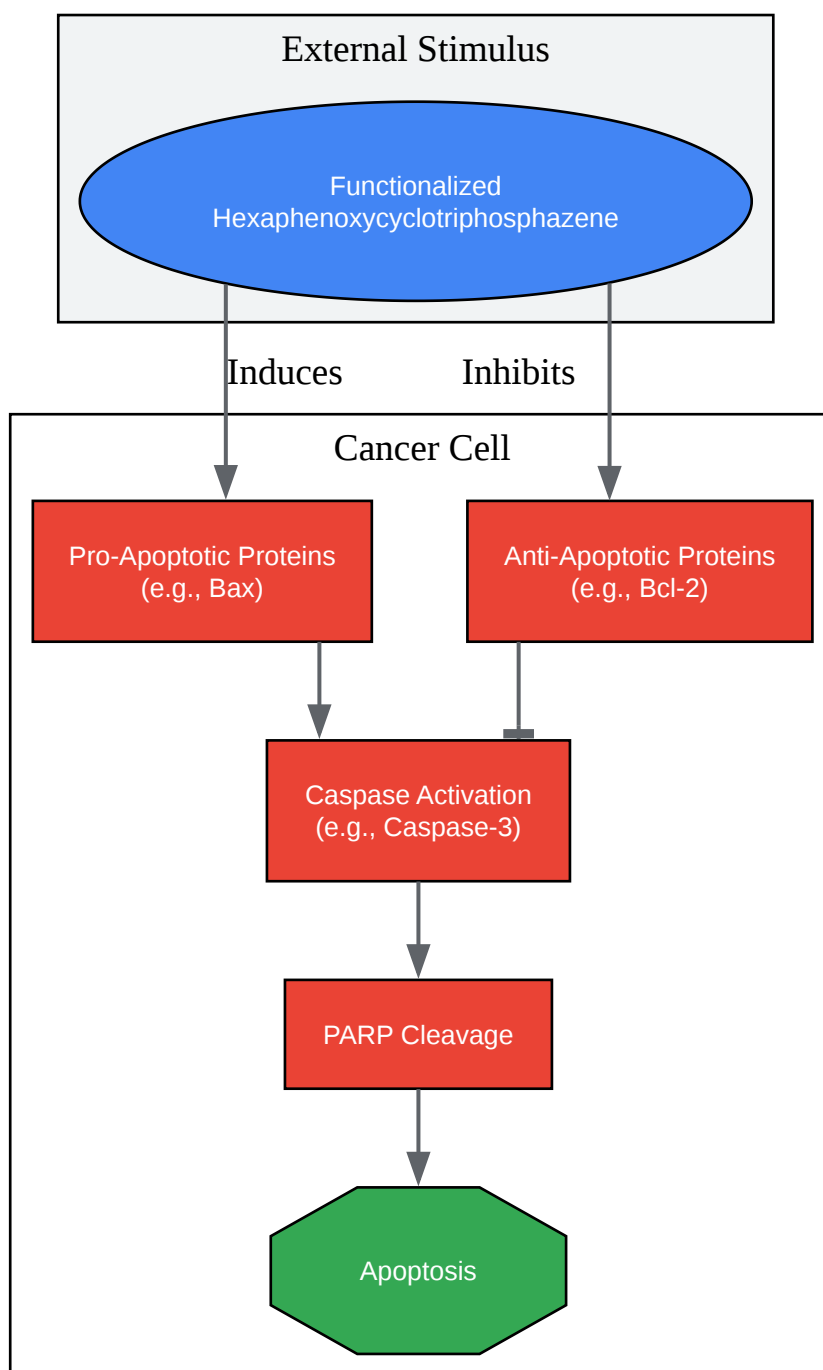 External Stimulus
Functionalized
Hexaphenoxycyclotriphosphazene
Induces
Inhibits
Cancer Cell
Pro-Apoptotic Proteins
(e.g., Bax)
Anti-Apoptotic Proteins
(e.g., Bcl-2)
Caspase Activation
(e.g., Caspase-3)
PARP Cleavage
Apoptosis